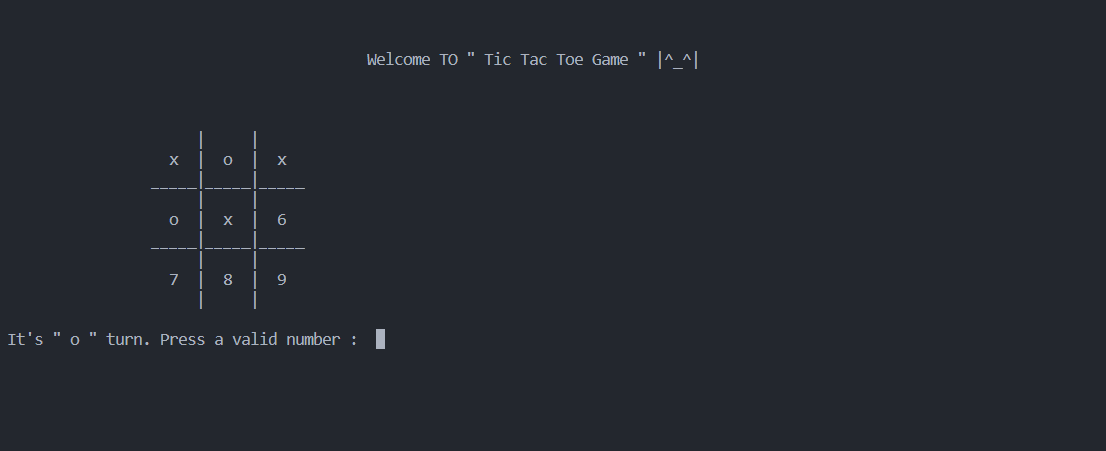 Welcome TO " Tic Tac Toe Game " |^_^|
| |
x | o | x
_____|_____|_____
| |
o | x | 6
_____|_____|_____
| |
7 | 8 | 9
| |
It's " o " turn. Press a valid number :